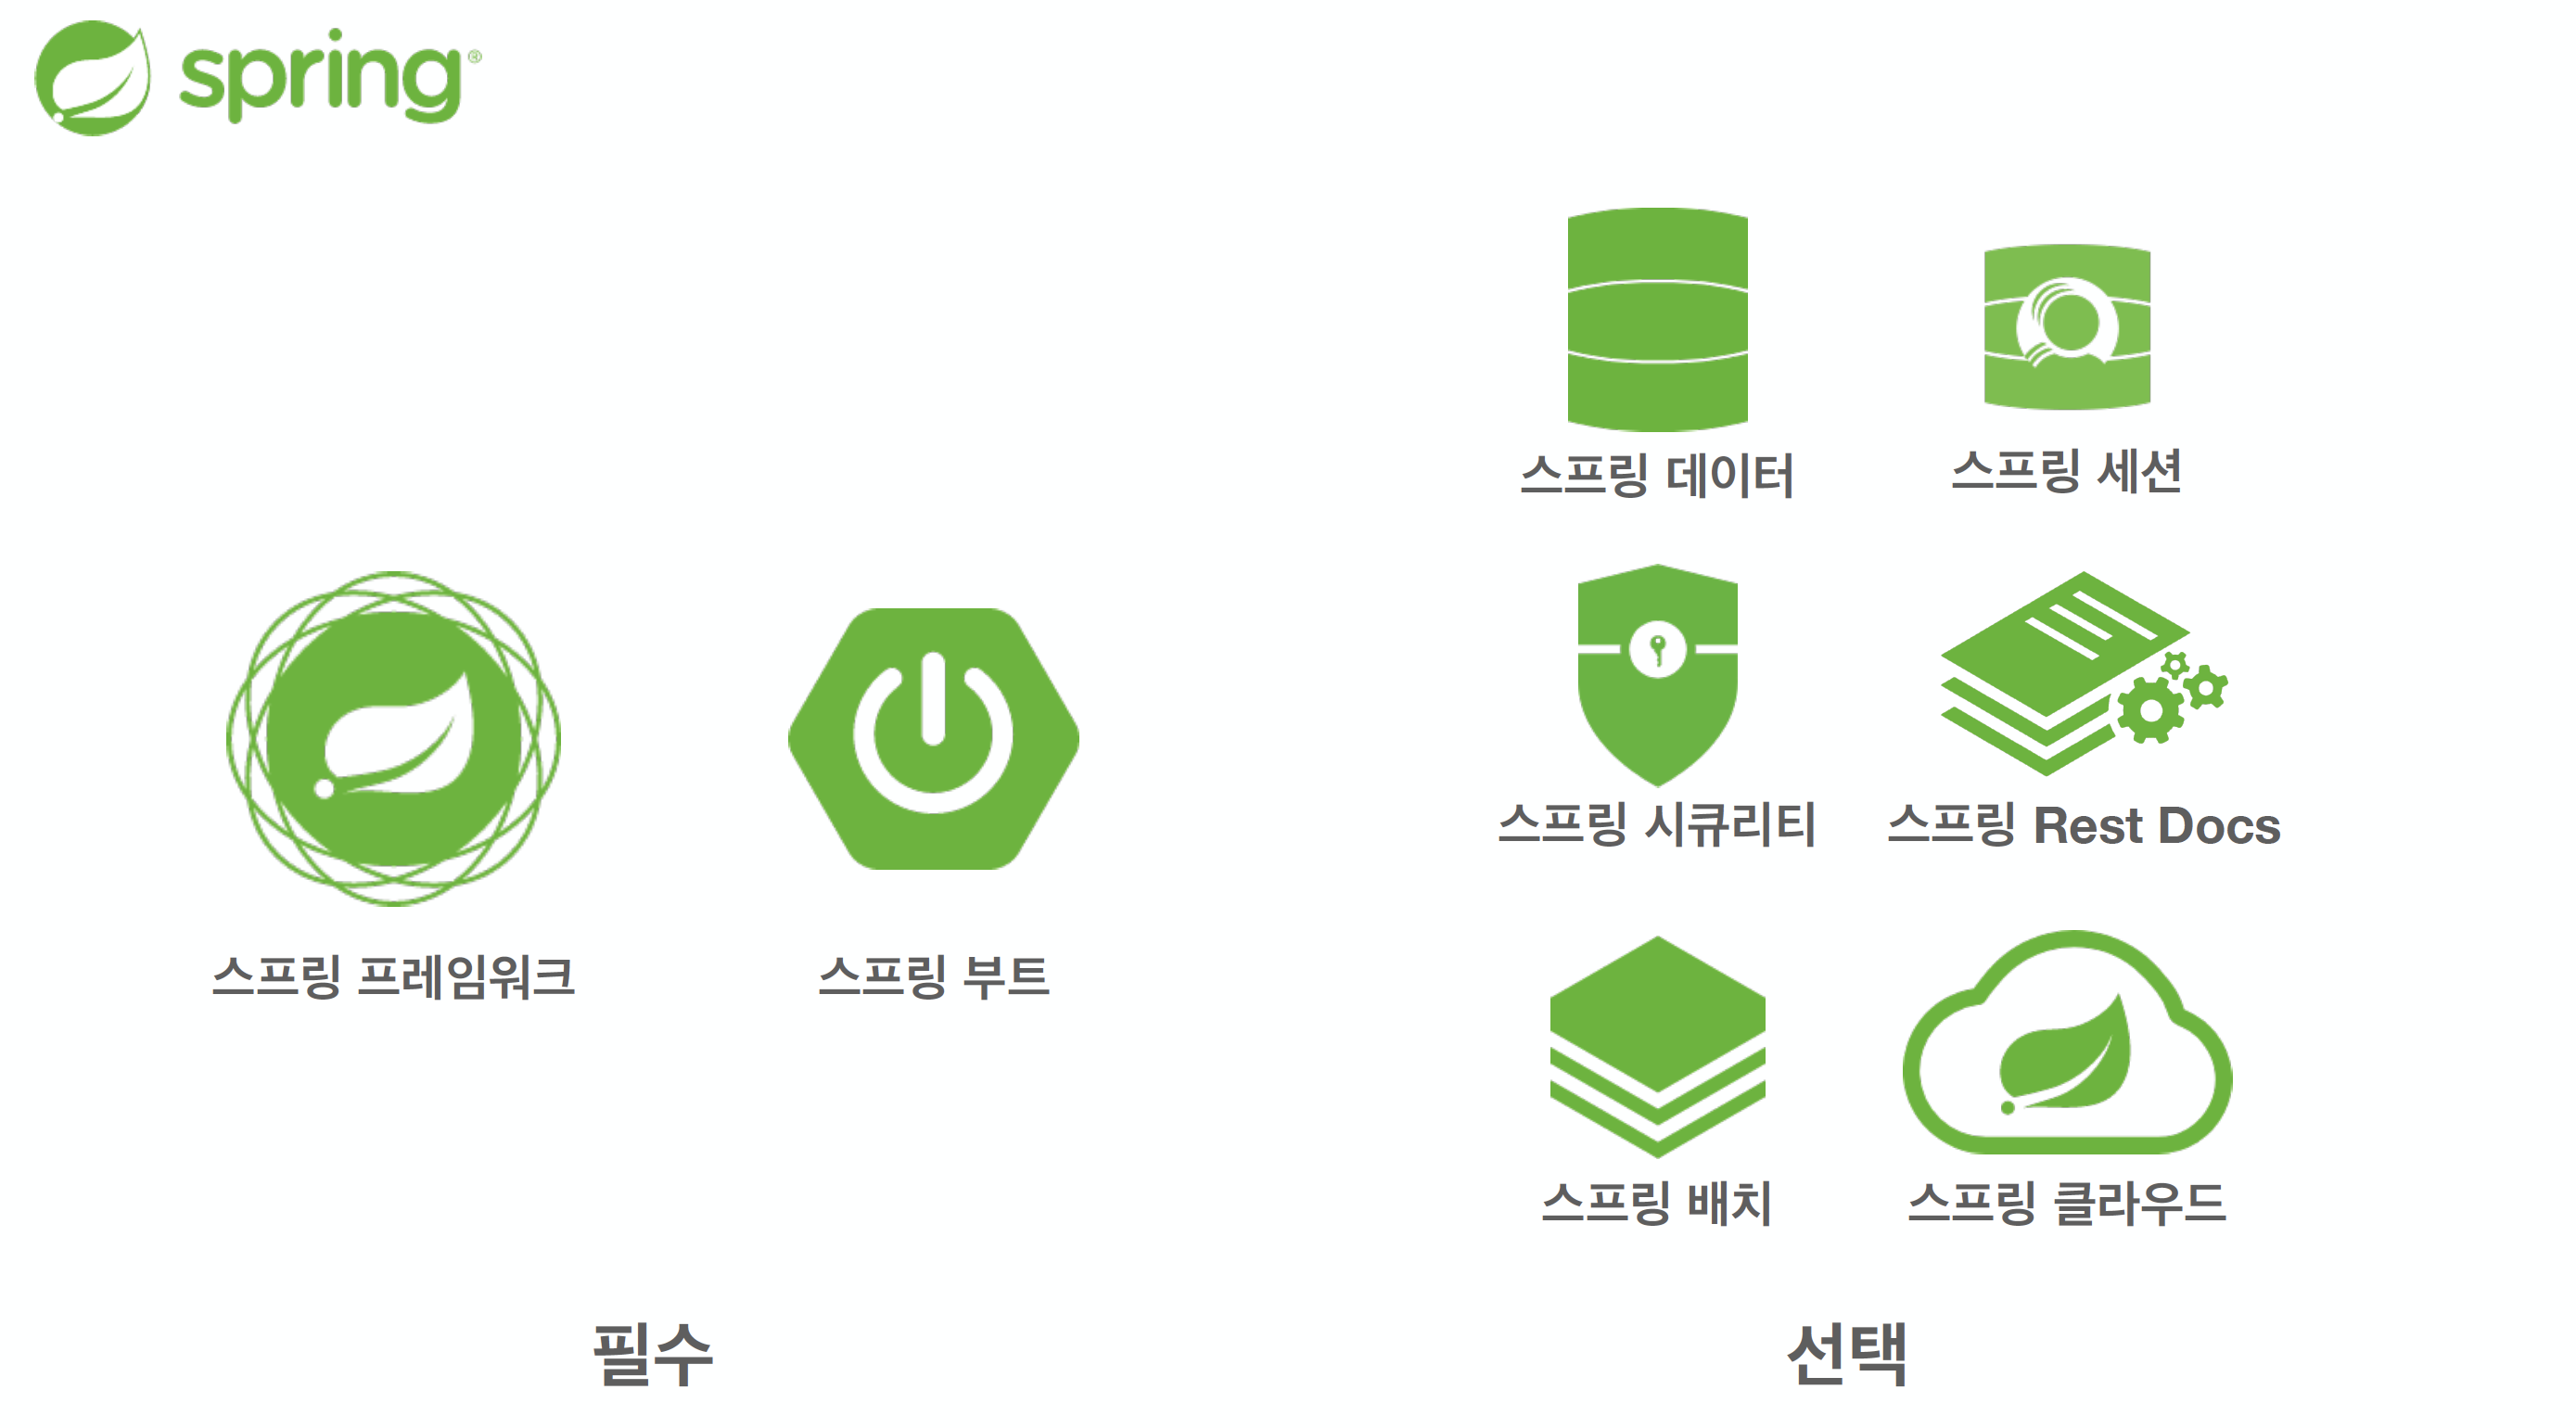 spring®
스프링 데이터
스프링 세션
스프링 시큐리티
스프링 Rest Docs
스프링 프레임워크
스프링 부트
스프링 배치
스프링 클라우드
필수
선택